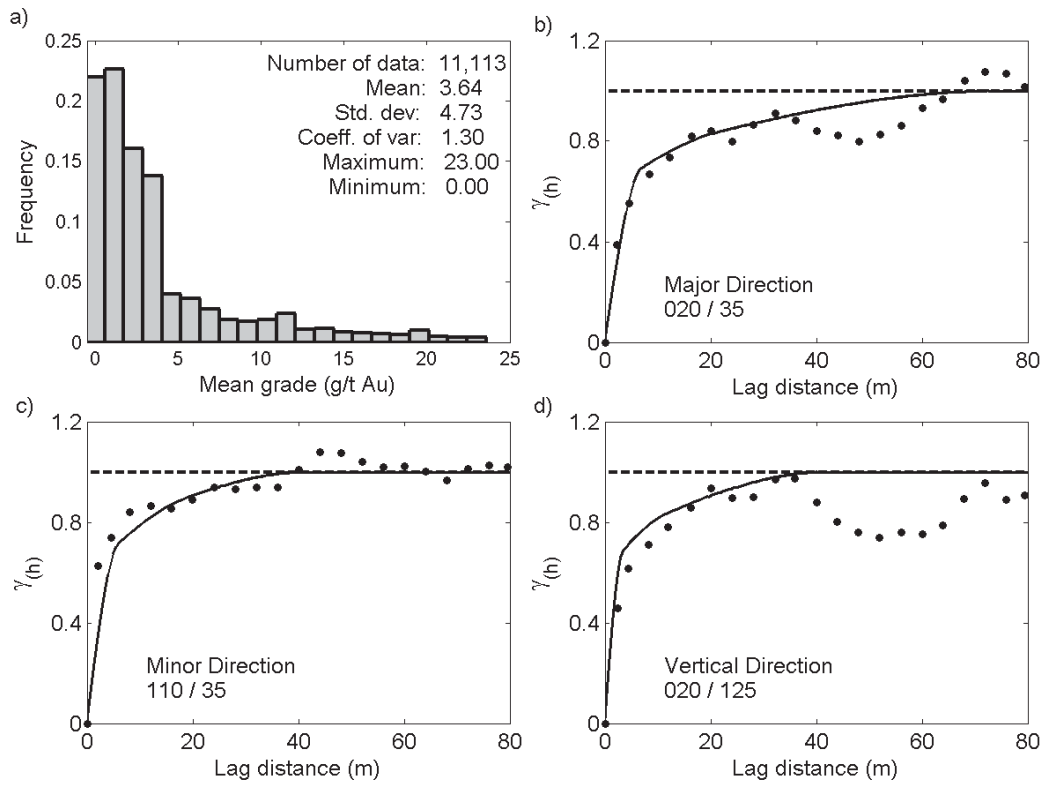 a)
0.25
0.2
0.15
0.1
0.05
0
Frequency
Number of data: 11,113
Mean: 3.64
Std. dev: 4.73
Coeff. of var: 1.30
Maximum: 23.00
Minimum: 0.00
0 5 10 15 20 25
Mean grade (g/t Au)
b)
1.2
0.8
0.4
0
γ(h)
Major Direction
020 / 35
0 20 40 60 80
Lag distance (m)
c)
1.2
0.8
0.4
0
γ(h)
Minor Direction
110 / 35
0 20 40 60 80
Lag distance (m)
d)
1.2
0.8
0.4
0
γ(h)
Vertical Direction
020 / 125
0 20 40 60 80
Lag distance (m)